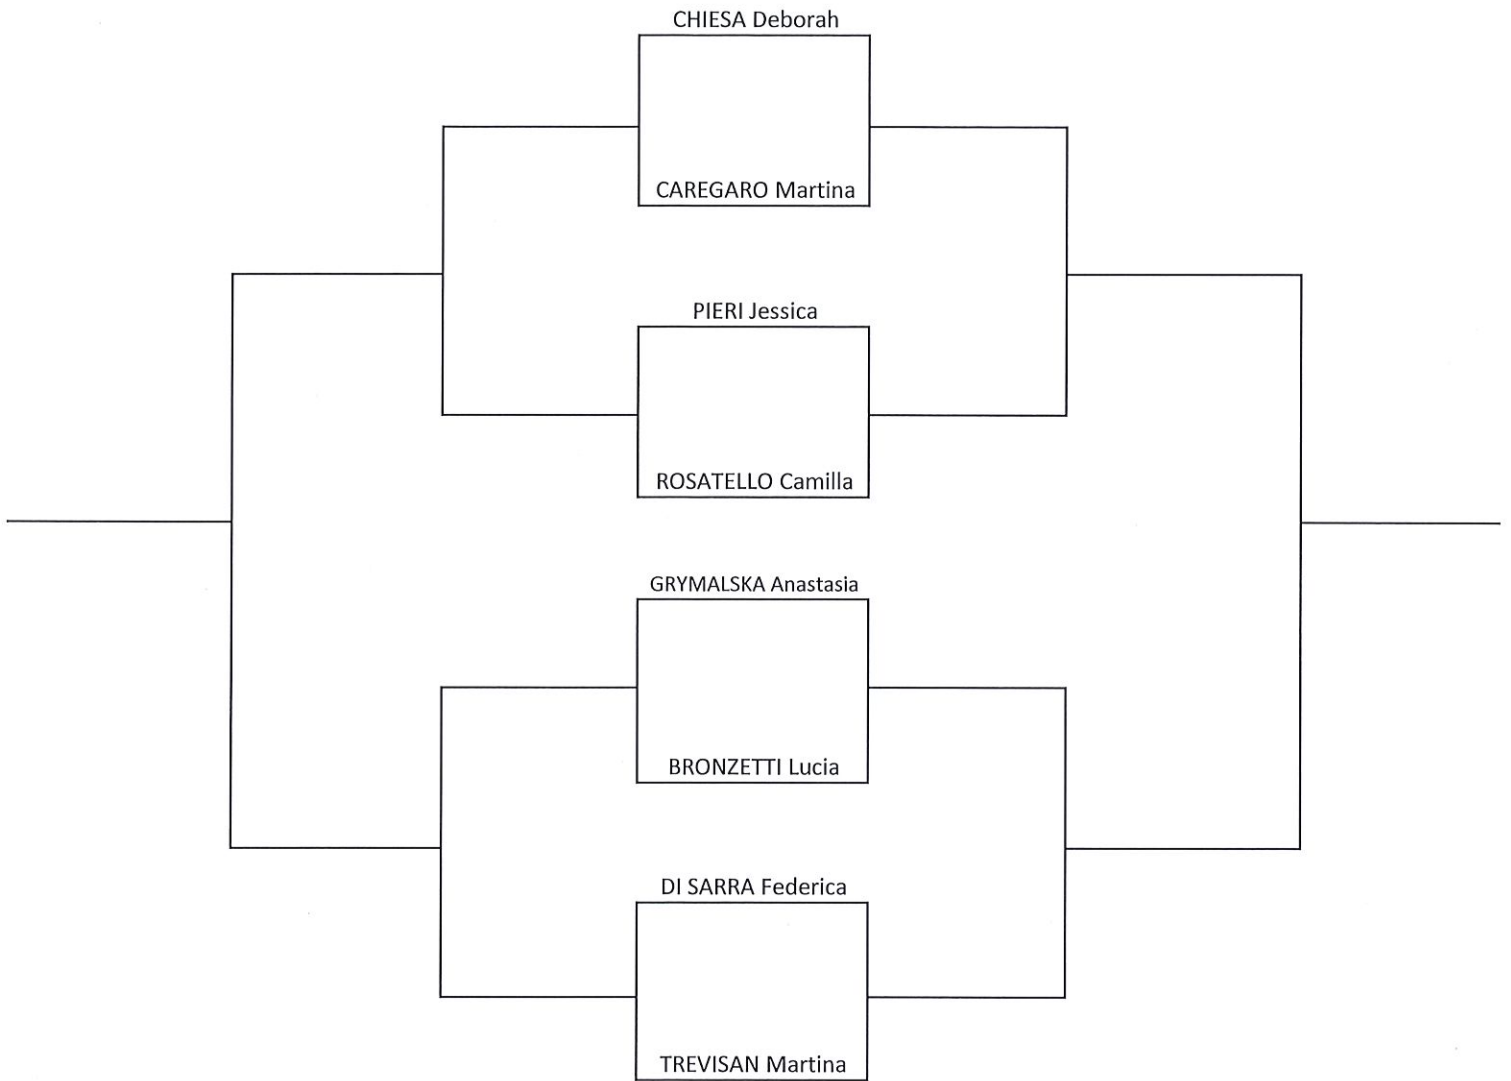 CHIESA Deborah
CAREGARO Martina
PIERI Jessica
ROSATELLO Camilla
GRYMALSKA Anastasia
BRONZETTI Lucia
DI SARRA Federica
TREVISAN Martina